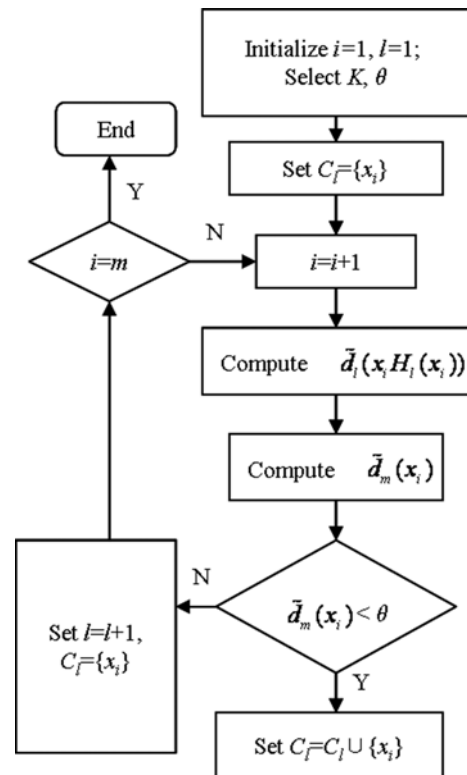 Initialize i=1, l=1;
Select K, θ
End
Set C_l={x_i}
Y
N
i=m
i=i+1
Compute d̃_l(x_i H_l(x_i))
Compute d̃_m(x_i)
N
d̃_m(x_i)<θ
Set l=l+1,
C_l={x_i}
Y
Set C_l=C_l∪{x_i}